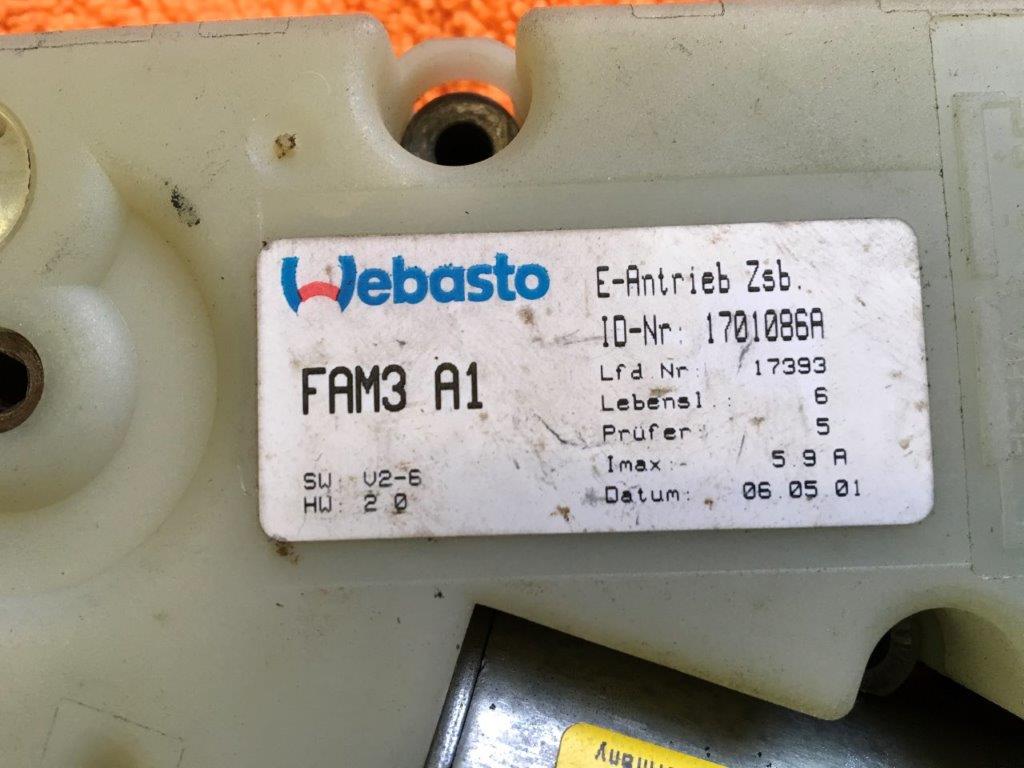 Webasto
FAM3 A1
SW: V2-6
HW: 2.0
E-Antrieb Zsb.
ID-Nr: 1701086A
Lfd.Nr: 17393
Lebensl.: 6
Prüfer: 5
Imax: 5.9 A
Datum: 06.05.01